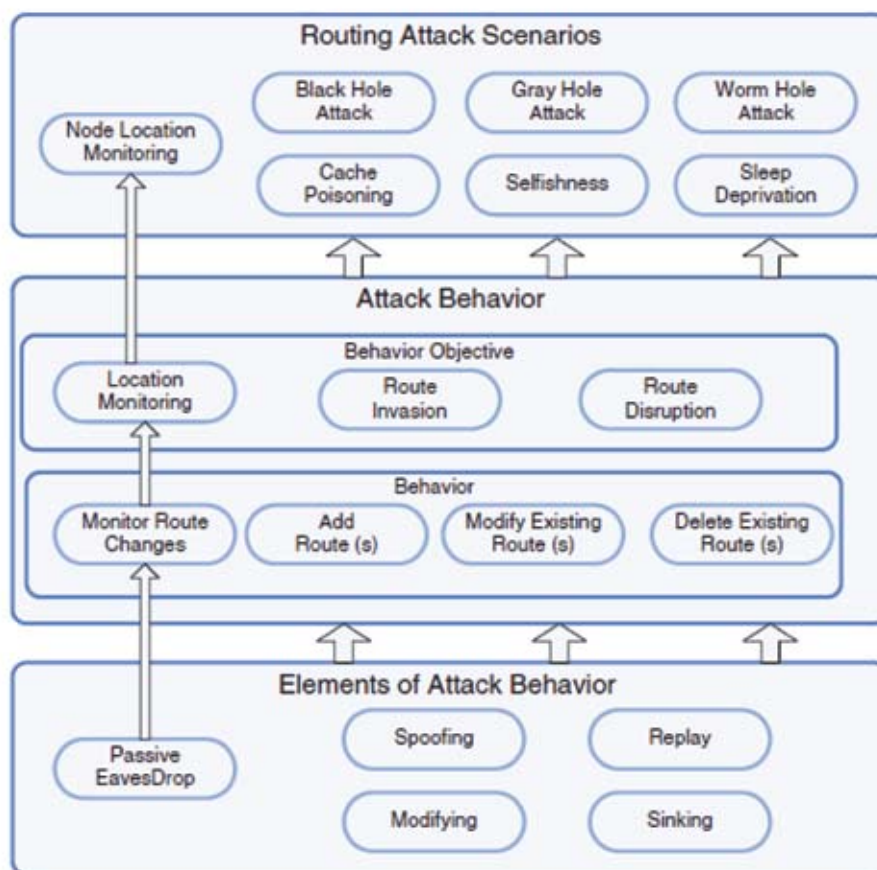 Routing Attack Scenarios
Black Hole
Attack
Gray Hole
Attack
Worm Hole
Attack
Node Location
Monitoring
Cache
Poisoning
Selfishness
Sleep
Deprivation
Attack Behavior
Behavior Objective
Location
Monitoring
Route
Invasion
Route
Disruption
Behavior
Monitor Route
Changes
Add
Route (s)
Modify Existing
Route (s)
Delete Existing
Route (s)
Elements of Attack Behavior
Passive
EavesDrop
Spoofing
Replay
Modifying
Sinking